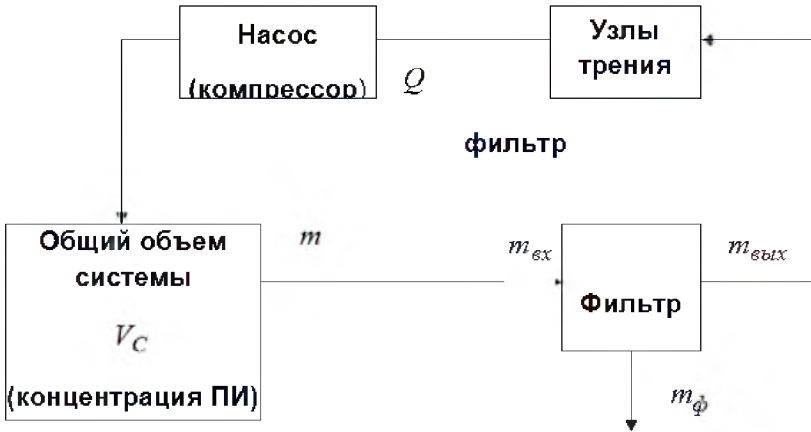 Насос
(компрессор)
Q
Узлы
трения
фильтр
Общий объем
системы
V_C
(концентрация ПИ)
m
m_вх
Фильтр
m_вых
m_ф